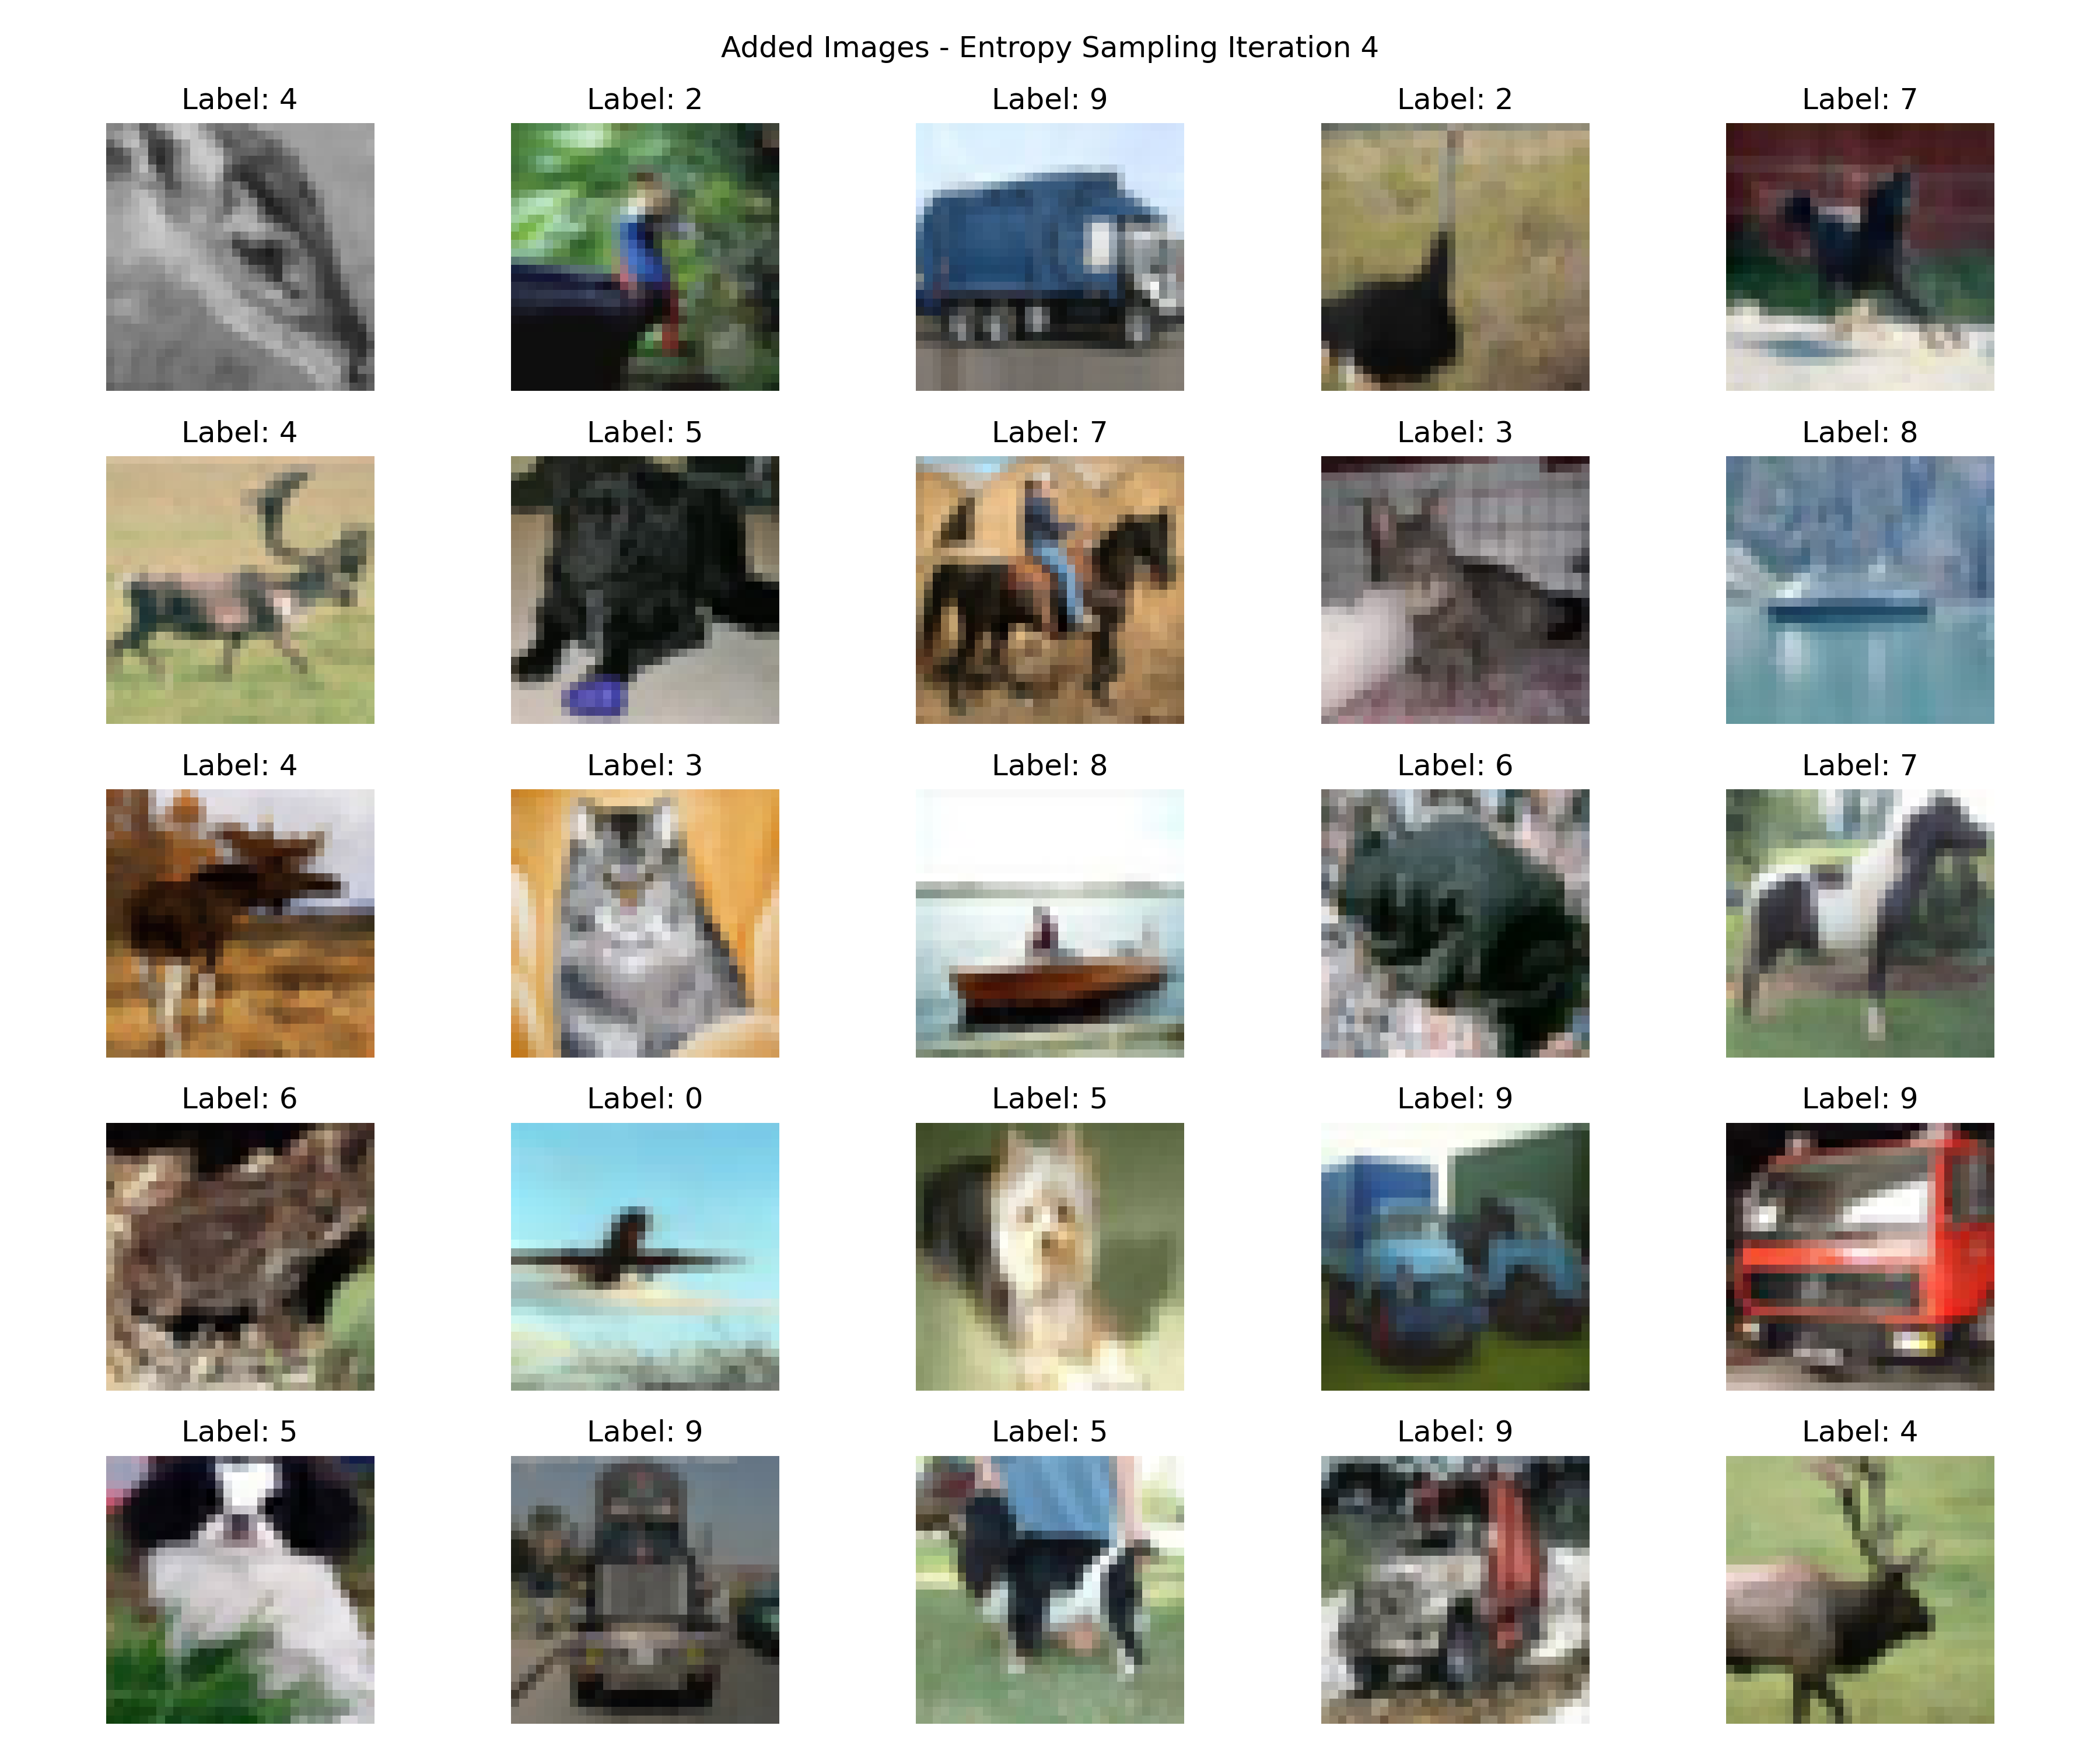 Added Images - Entropy Sampling Iteration 4
Label: 4 Label: 2 Label: 9 Label: 2 Label: 7
Label: 4 Label: 5 Label: 7 Label: 3 Label: 8
Label: 4 Label: 3 Label: 8 Label: 6 Label: 7
Label: 6 Label: 0 Label: 5 Label: 9 Label: 9
Label: 5 Label: 9 Label: 5 Label: 9 Label: 4